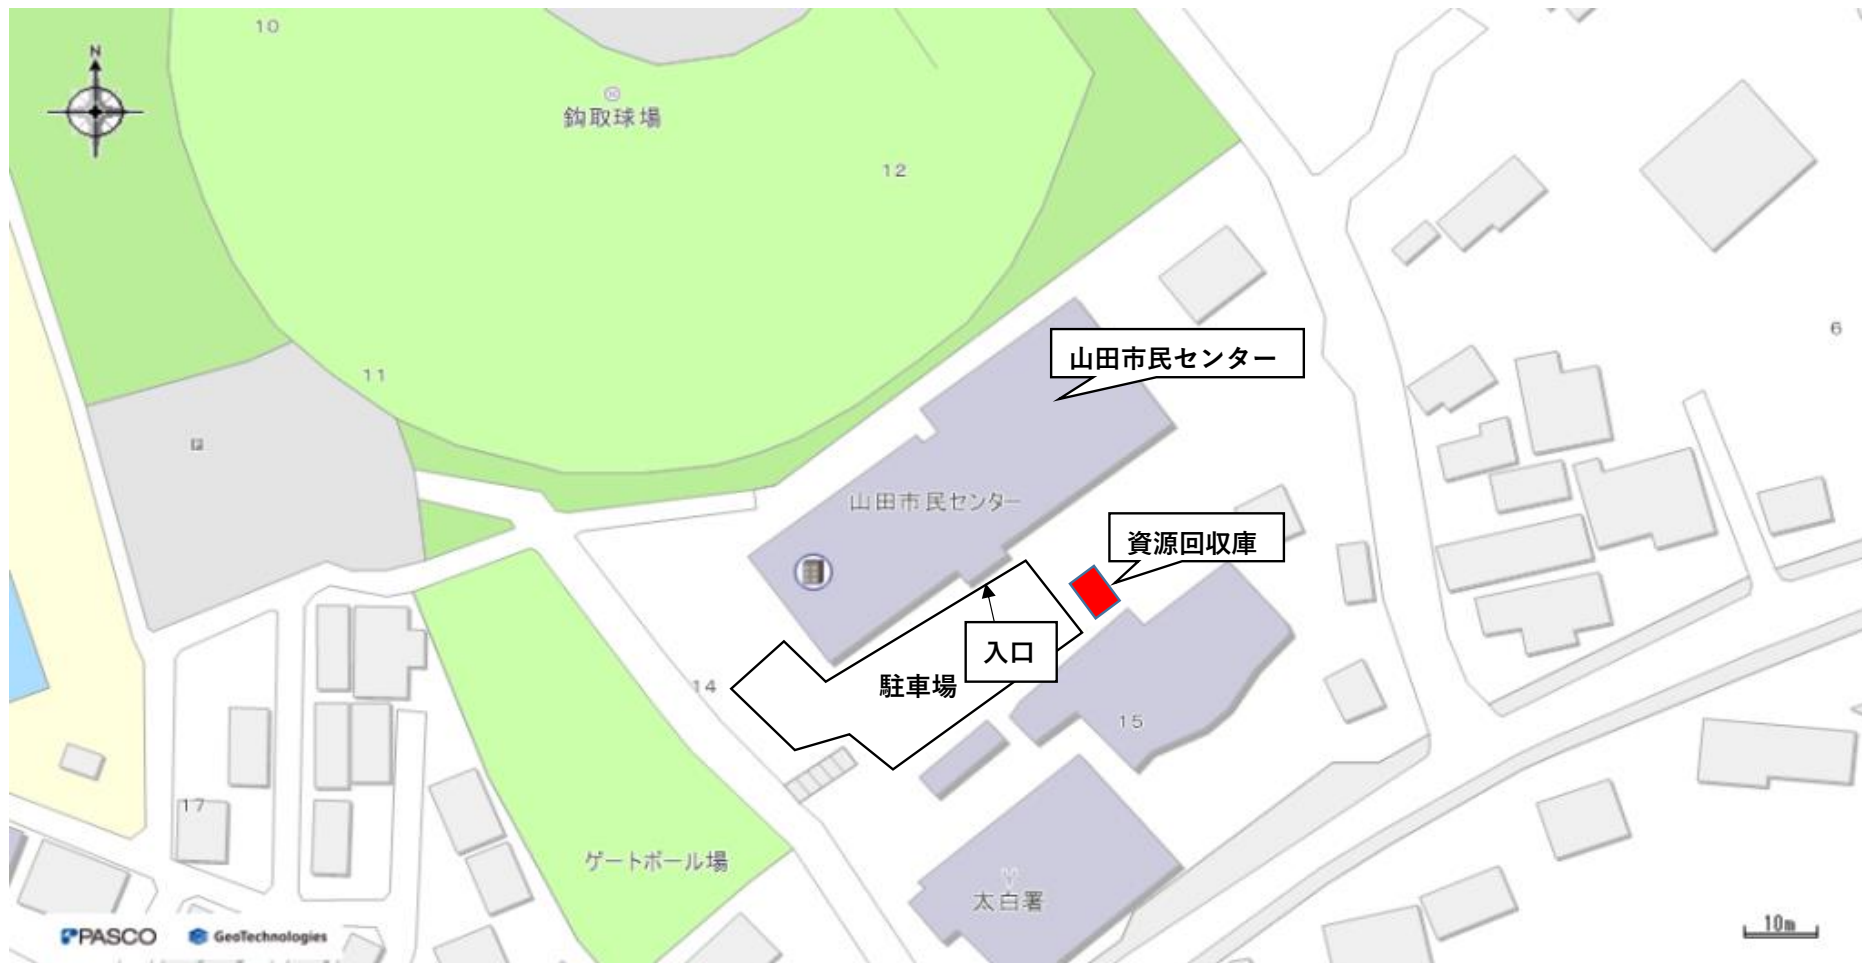 10
N
鈎取球場
12
山田市民センター
6
11
P
山田市民センター
資源回収庫
入口
14
駐車場
15
17
ゲートボール場
太白署
PASCO
GeoTechnologies
10m